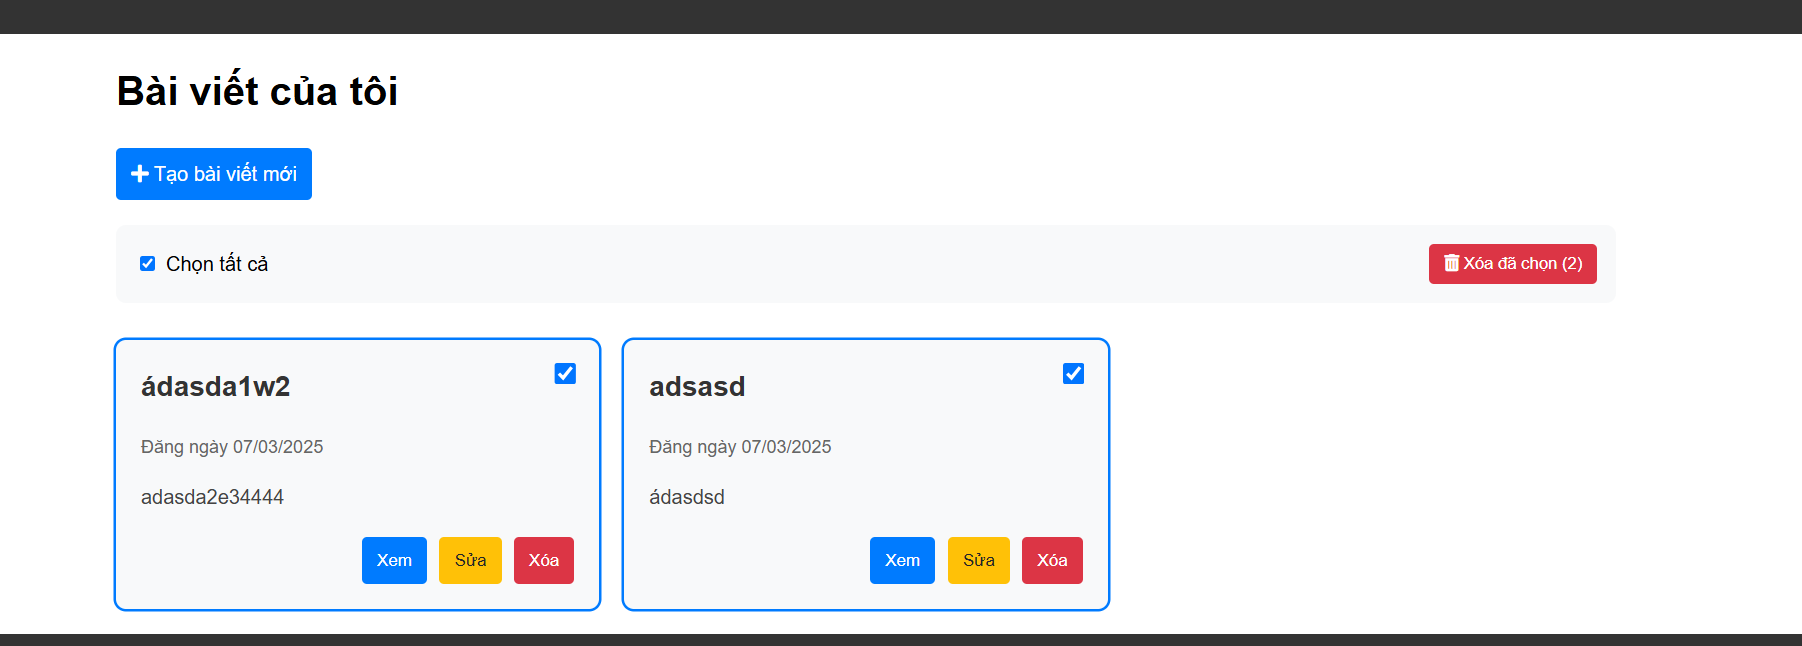 Bài viết của tôi
Tạo bài viết mới
Chọn tất cả
Xóa đã chọn (2)
ádasda1w2
Đăng ngày 07/03/2025
adasda2e34444
Xem Sửa Xóa
adsasd
Đăng ngày 07/03/2025
ádasdsd
Xem Sửa Xóa